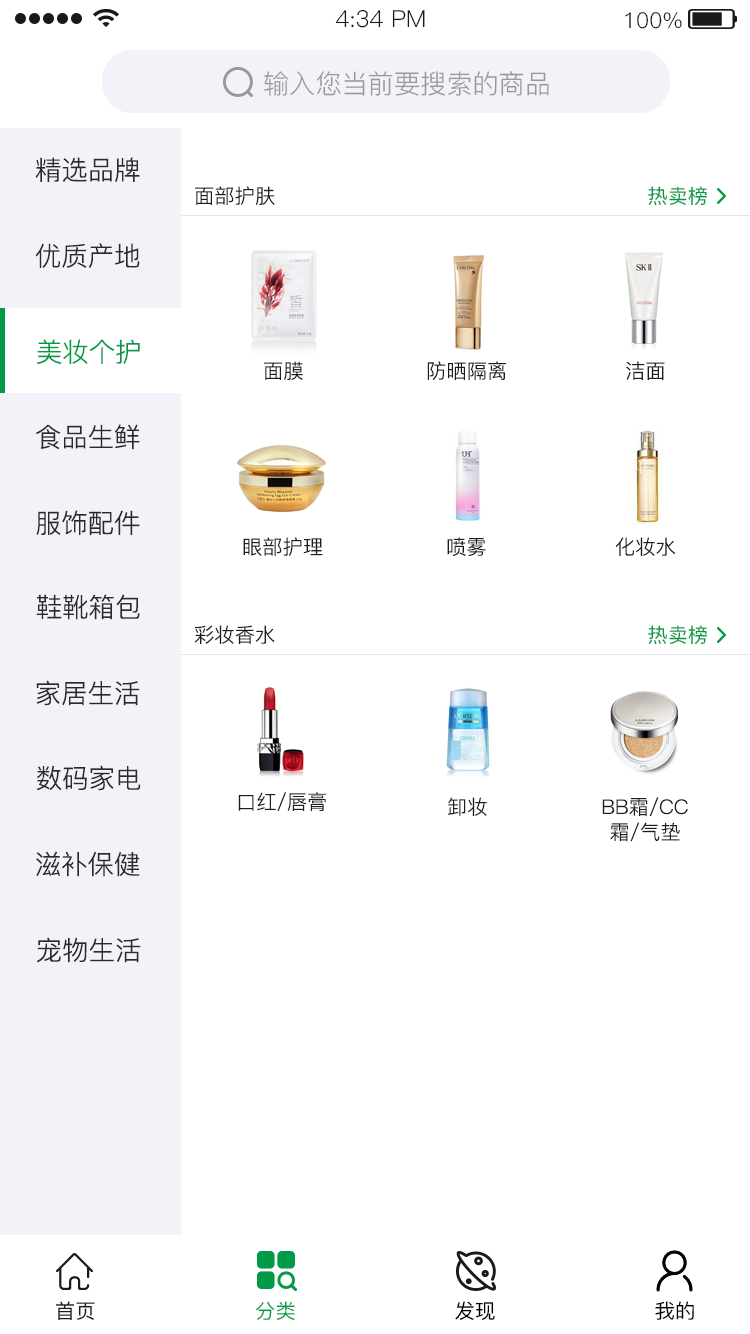 4:34 PM
100%
输入您当前要搜索的商品
精选品牌
优质产地
美妆个护
食品生鲜
服饰配件
鞋靴箱包
家居生活
数码家电
滋补保健
宠物生活
面部护肤
热卖榜
皙
LANCOME
SK-II
面膜
防晒隔离
洁面
眼部护理
喷雾
化妆水
彩妆香水
热卖榜
口红/唇膏
卸妆
BB霜/CC
霜/气垫
首页
分类
发现
我的